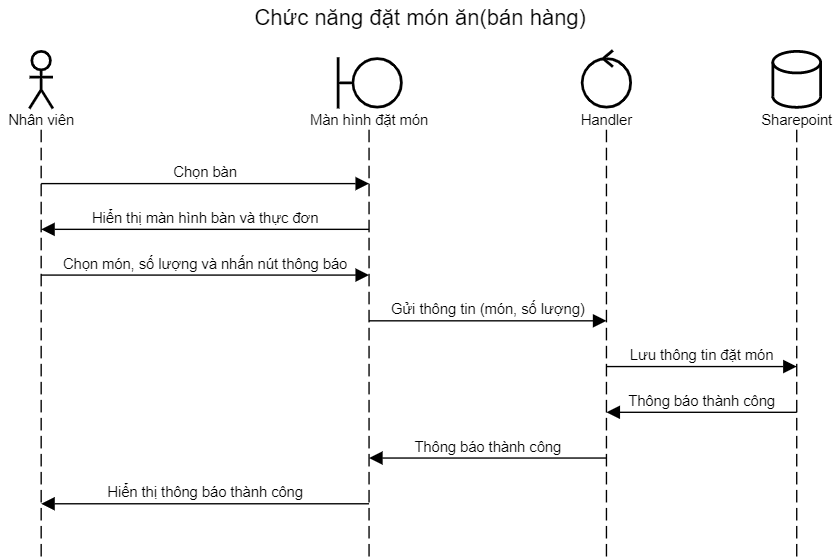 Chức năng đặt món ăn(bán hàng)
Nhân viên
Màn hình đặt món
Handler
Sharepoint
Chọn bàn
Hiển thị màn hình bàn và thực đơn
Chọn món, số lượng và nhấn nút thông báo
Gửi thông tin (món, số lượng)
Lưu thông tin đặt món
Thông báo thành công
Thông báo thành công
Hiển thị thông báo thành công